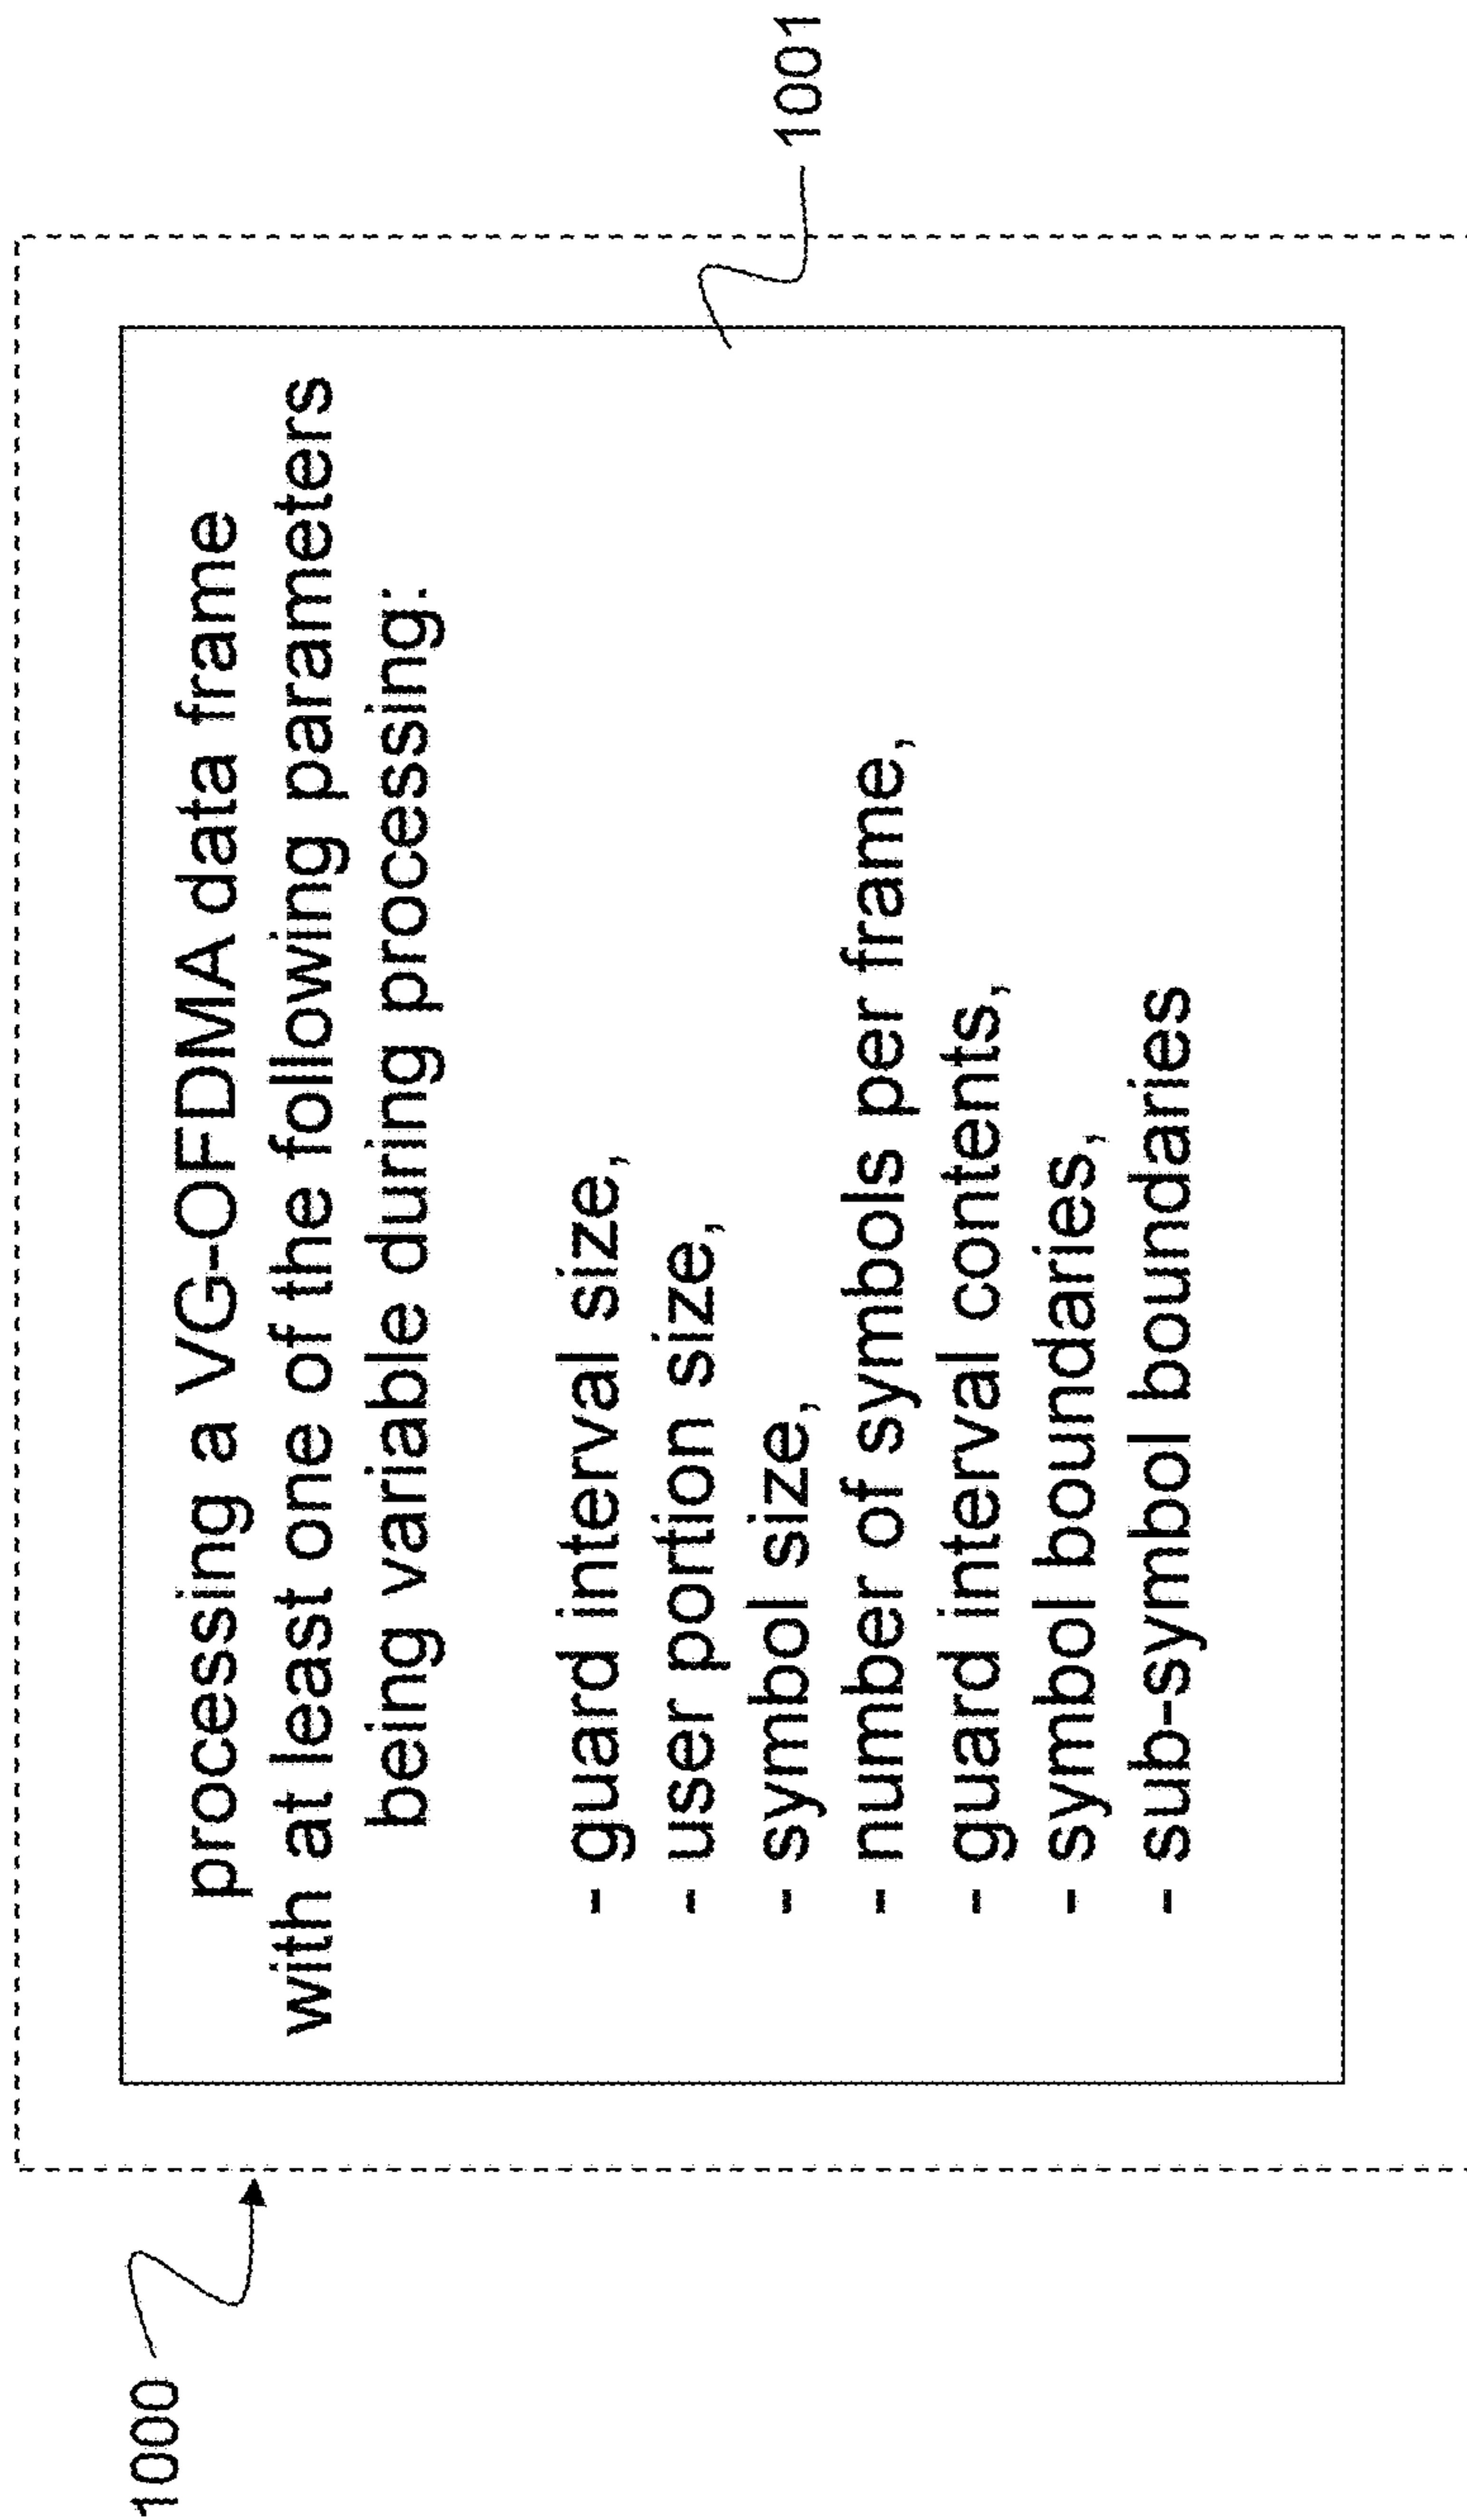 1000
1001
processing a VG-OFDMA data frame
with at least one of the following parameters
being variable during processing:
- guard interval size,
- user portion size,
- symbol size,
- number of symbols per frame,
- guard interval contents,
- symbol boundaries,
- sub-symbol boundaries